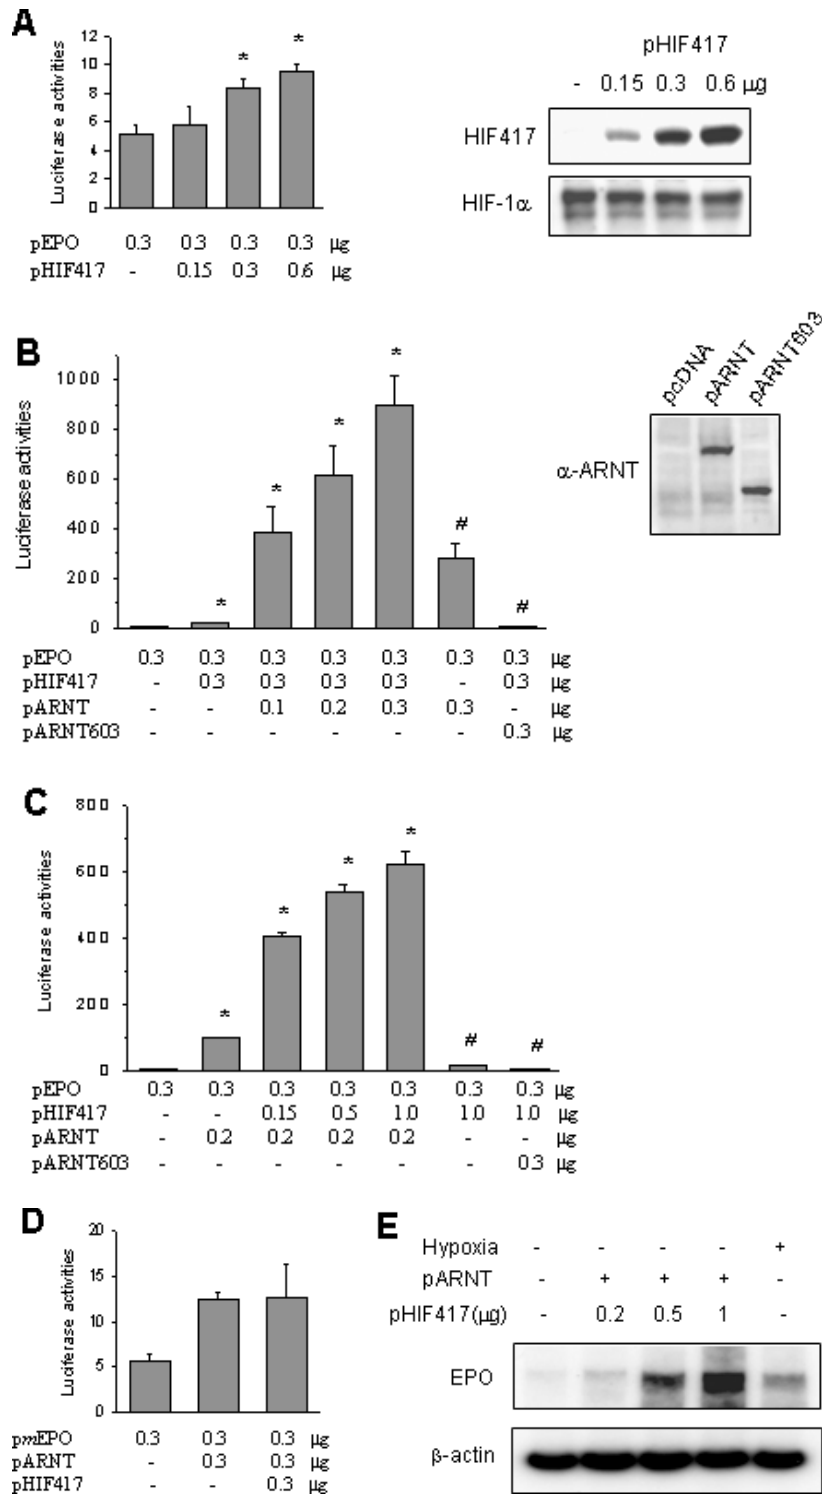 A
Luciferase activities
12
10
8
6
4
2
0
* *
pEPO 0.3 0.3 0.3 0.3 μg
pHIF417 - 0.15 0.3 0.6 μg
pHIF417
- 0.15 0.3 0.6 μg
HIF417
HIF-1α
B
Luciferase activities
1000
800
600
400
200
0
* * * * # #
pEPO 0.3 0.3 0.3 0.3 0.3 0.3 0.3 μg
pHIF417 - 0.3 0.3 0.3 0.3 - 0.3 μg
pARNT - - 0.1 0.2 0.3 0.3 - μg
pARNT603 - - - - - - 0.3 μg
pcDNA pARNT pARNT603
α-ARNT
C
Luciferase activities
800
600
400
200
0
* * * * # #
pEPO 0.3 0.3 0.3 0.3 0.3 0.3 0.3 μg
pHIF417 - - 0.15 0.5 1.0 1.0 1.0 μg
pARNT - 0.2 0.2 0.2 0.2 - - μg
pARNT603 - - - - - - 0.3 μg
D
Luciferase activities
20
15
10
5
0
pmEPO 0.3 0.3 0.3 μg
pARNT - 0.3 0.3 μg
pHIF417 - - 0.3 μg
E
Hypoxia - - - - +
pARNT - + + + -
pHIF417(μg) - 0.2 0.5 1 -
EPO
β-actin